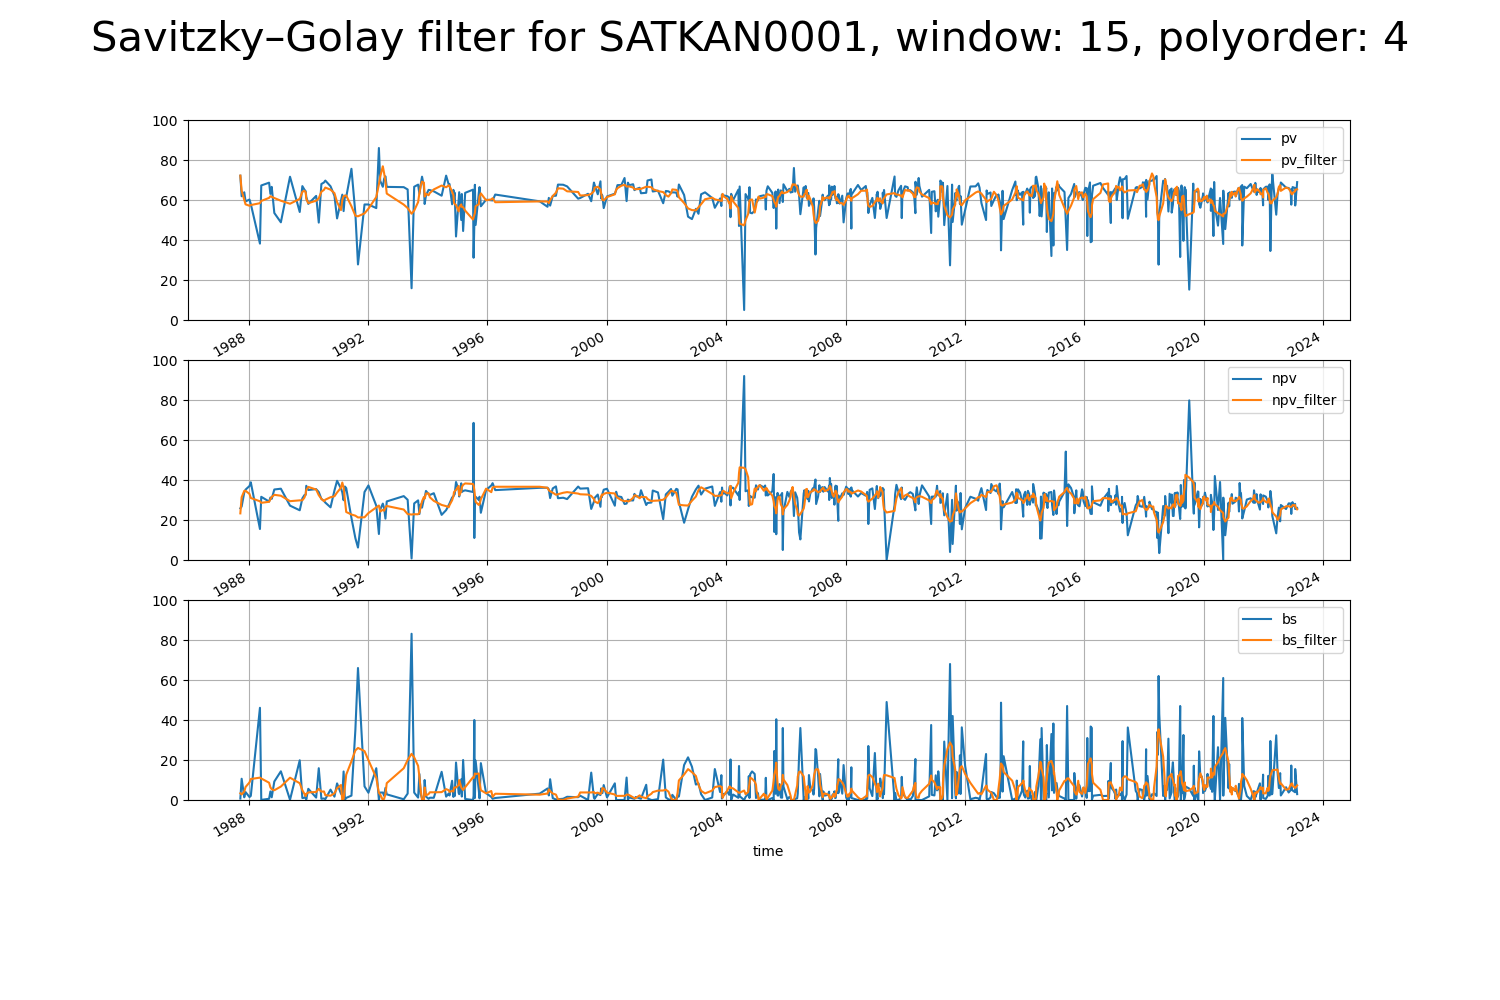 Savitzky–Golay filter for SATKAN0001, window: 15, polyorder: 4
100
80
60
40
20
0
pv
pv_filter
1988 1992 1996 2000 2004 2008 2012 2016 2020 2024
100
80
60
40
20
0
npv
npv_filter
1988 1992 1996 2000 2004 2008 2012 2016 2020 2024
100
80
60
40
20
0
bs
bs_filter
1988 1992 1996 2000 2004 2008 2012 2016 2020 2024
time